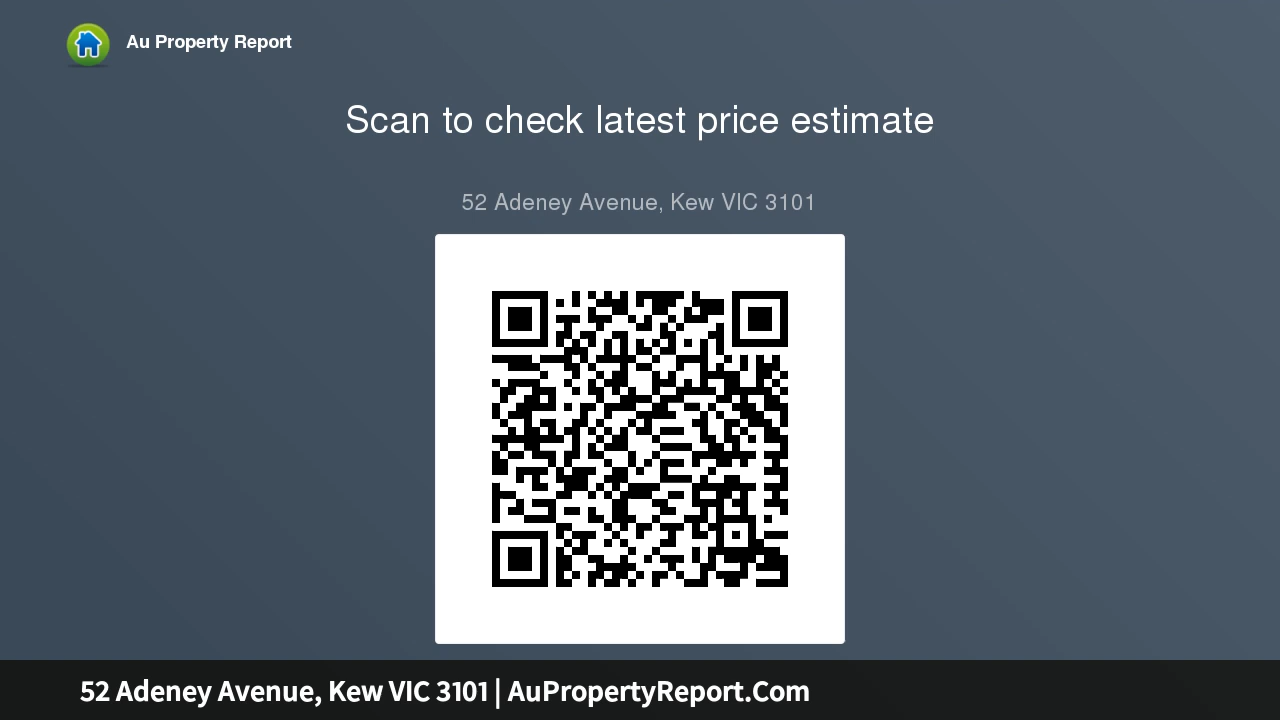 Au Property Report
Scan to check latest price estimate
52 Adeney Avenue, Kew VIC 3101
52 Adeney Avenue, Kew VIC 3101 | AuPropertyReport.Com